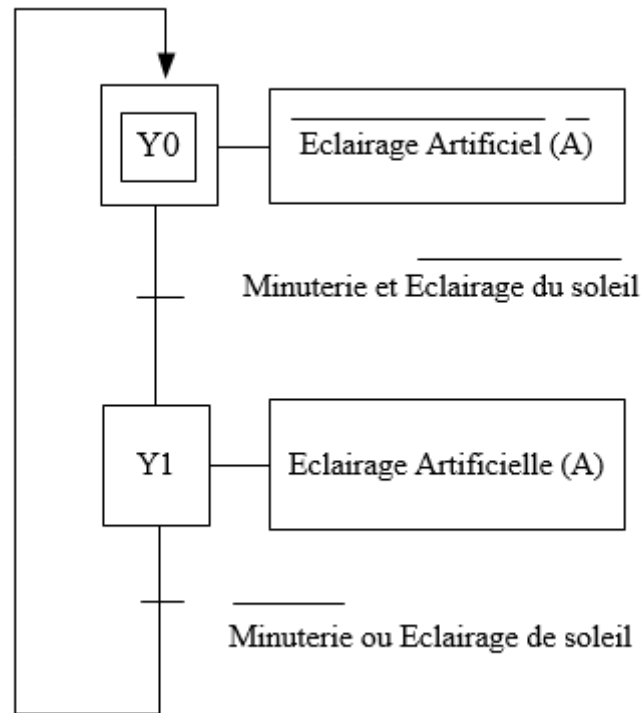 Y0
Eclairage Artificiel (A)
Minuterie et Eclairage du soleil
Y1
Eclairage Artificielle (A)
Minuterie ou Eclairage de soleil